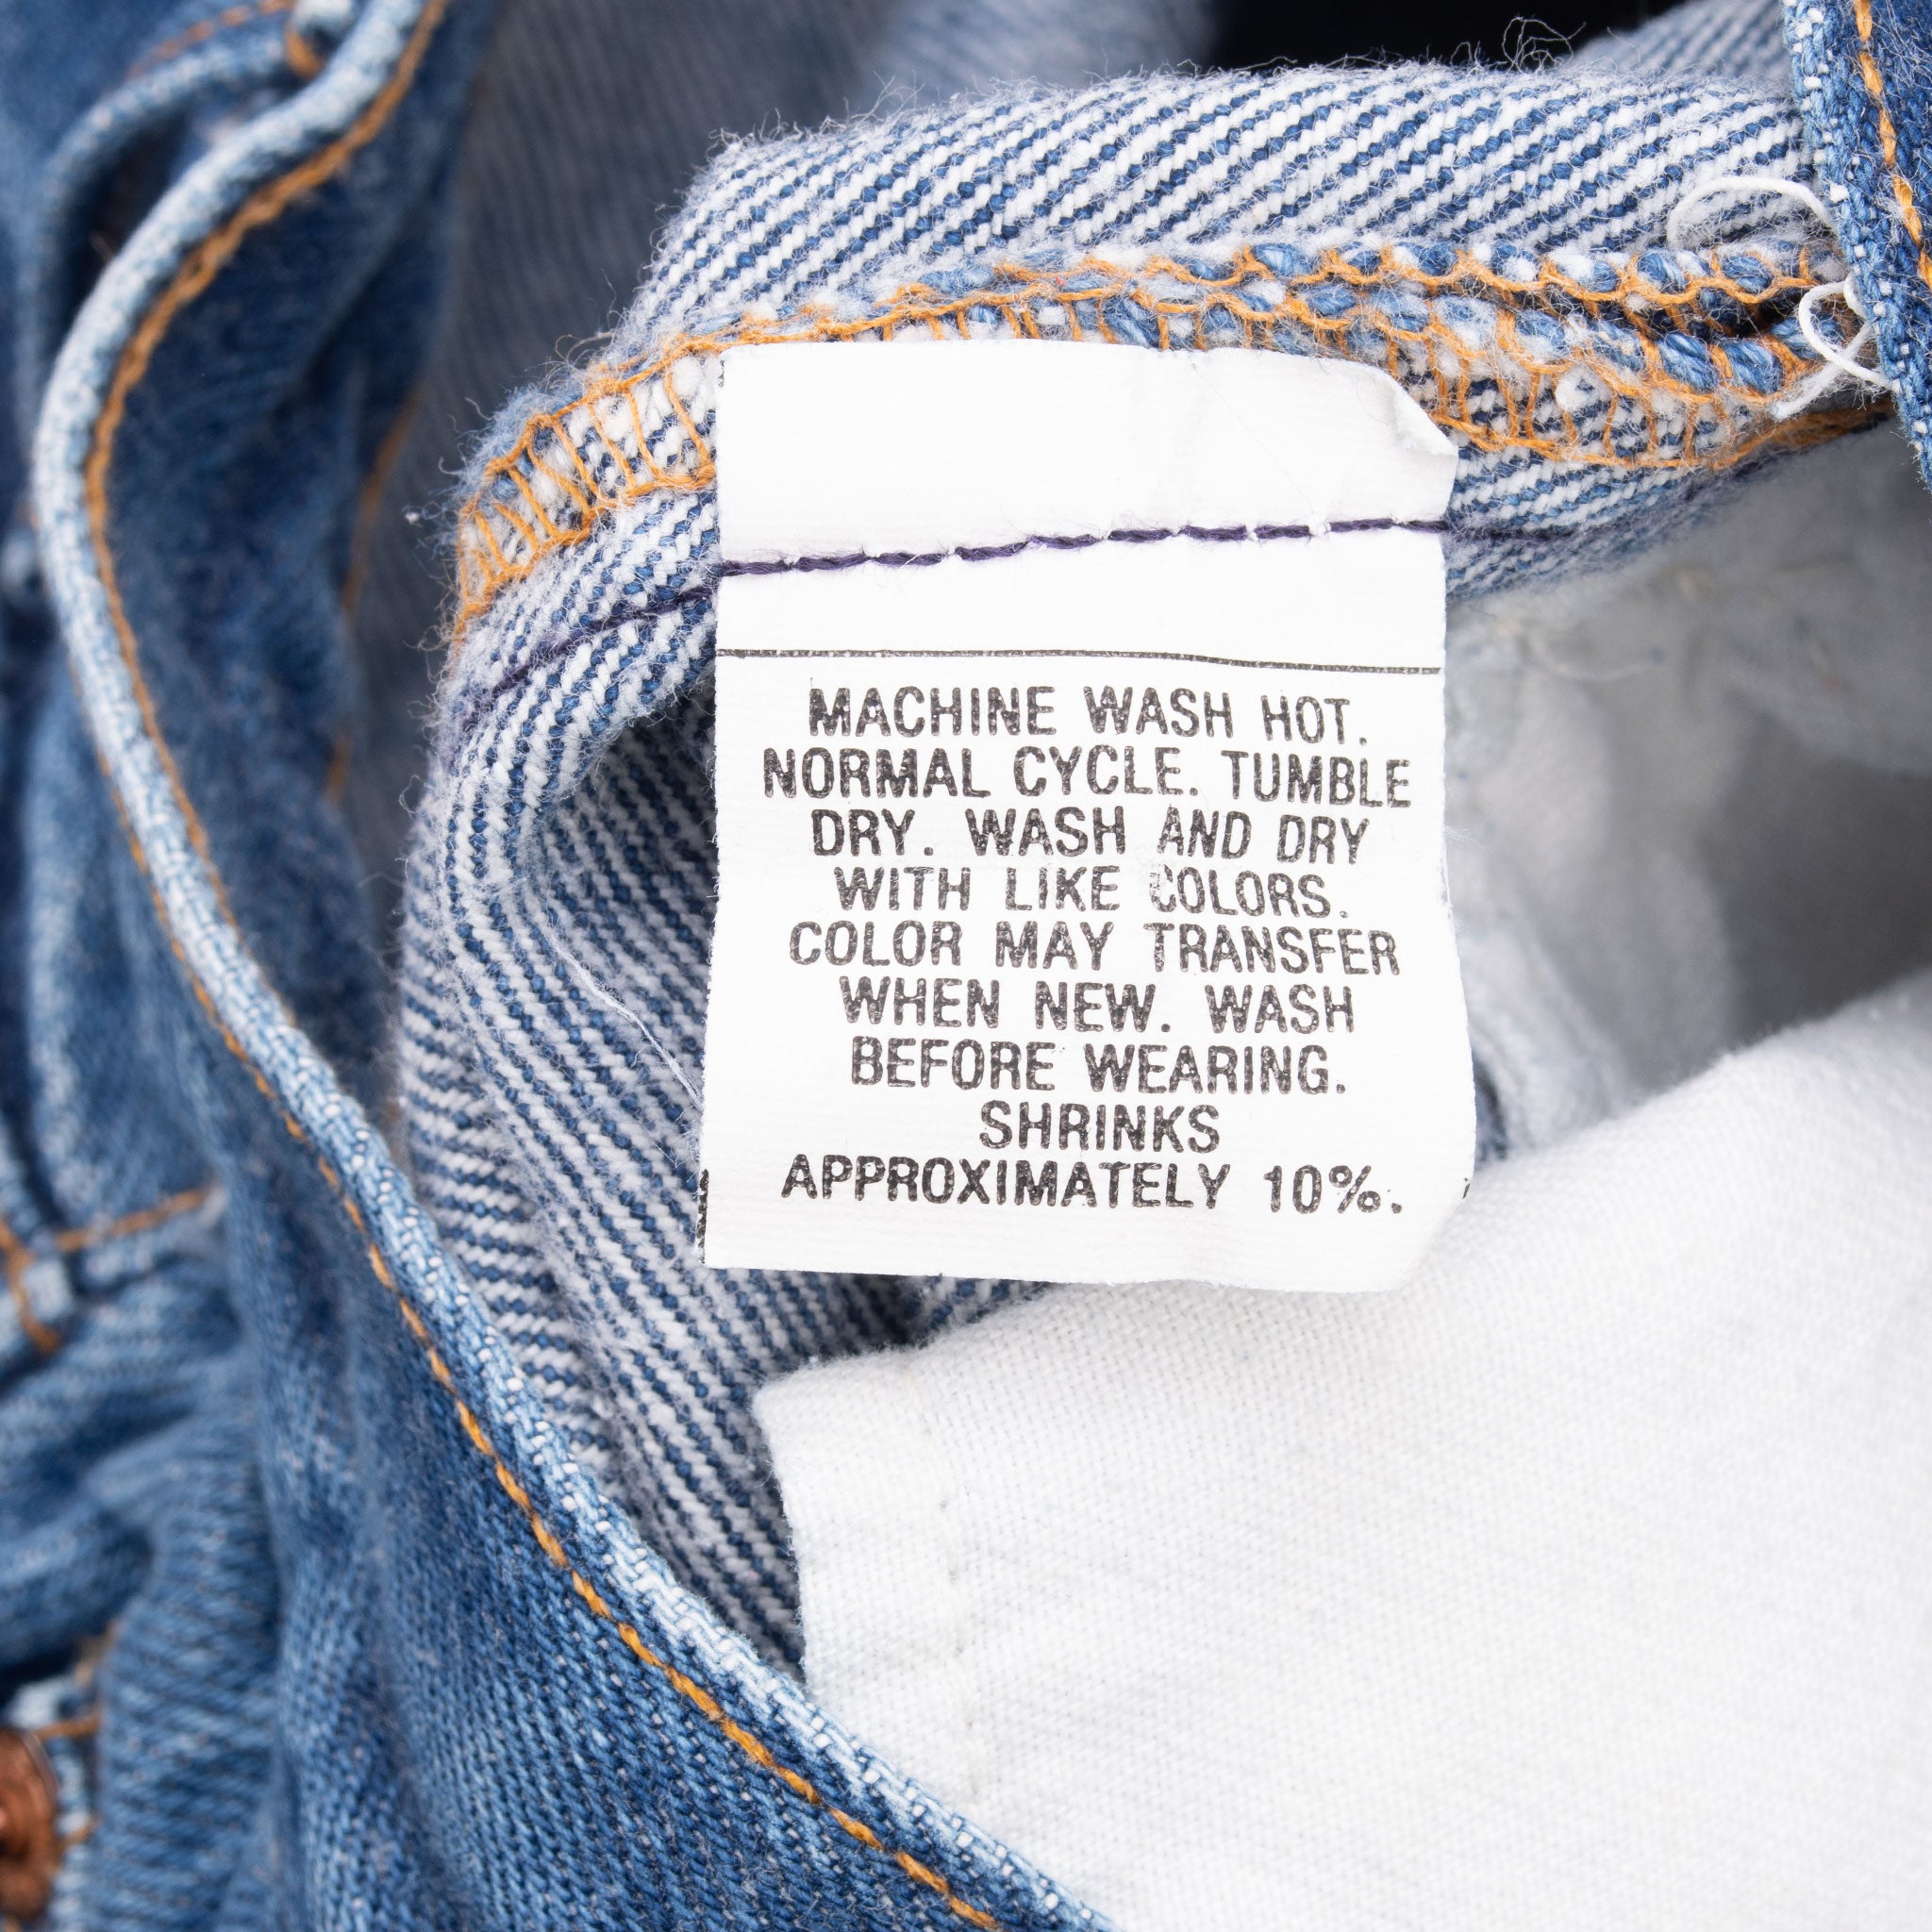 MACHINE WASH HOT.
NORMAL CYCLE. TUMBLE
DRY. WASH AND DRY
WITH LIKE COLORS.
COLOR MAY TRANSFER
WHEN NEW. WASH
BEFORE WEARING.
SHRINKS
APPROXIMATELY 10%.